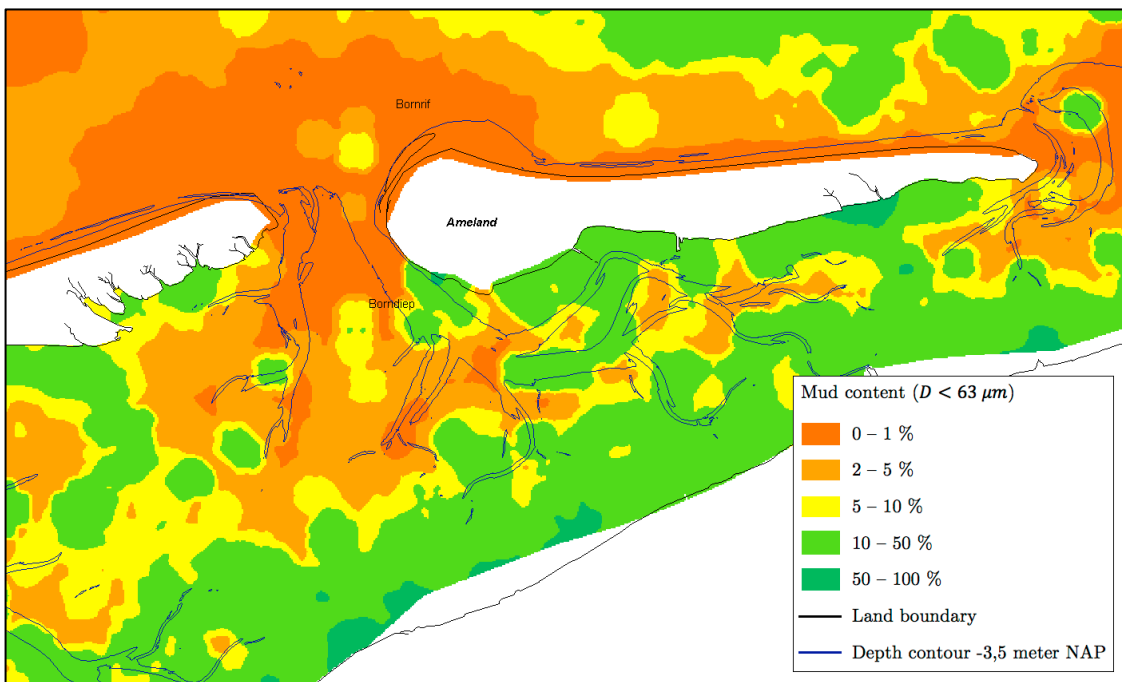 Bornrif
Ameland
Borndiep
Mud content (D < 63 μm)
0 – 1 %
2 – 5 %
5 – 10 %
10 – 50 %
50 – 100 %
Land boundary
Depth contour -3,5 meter NAP